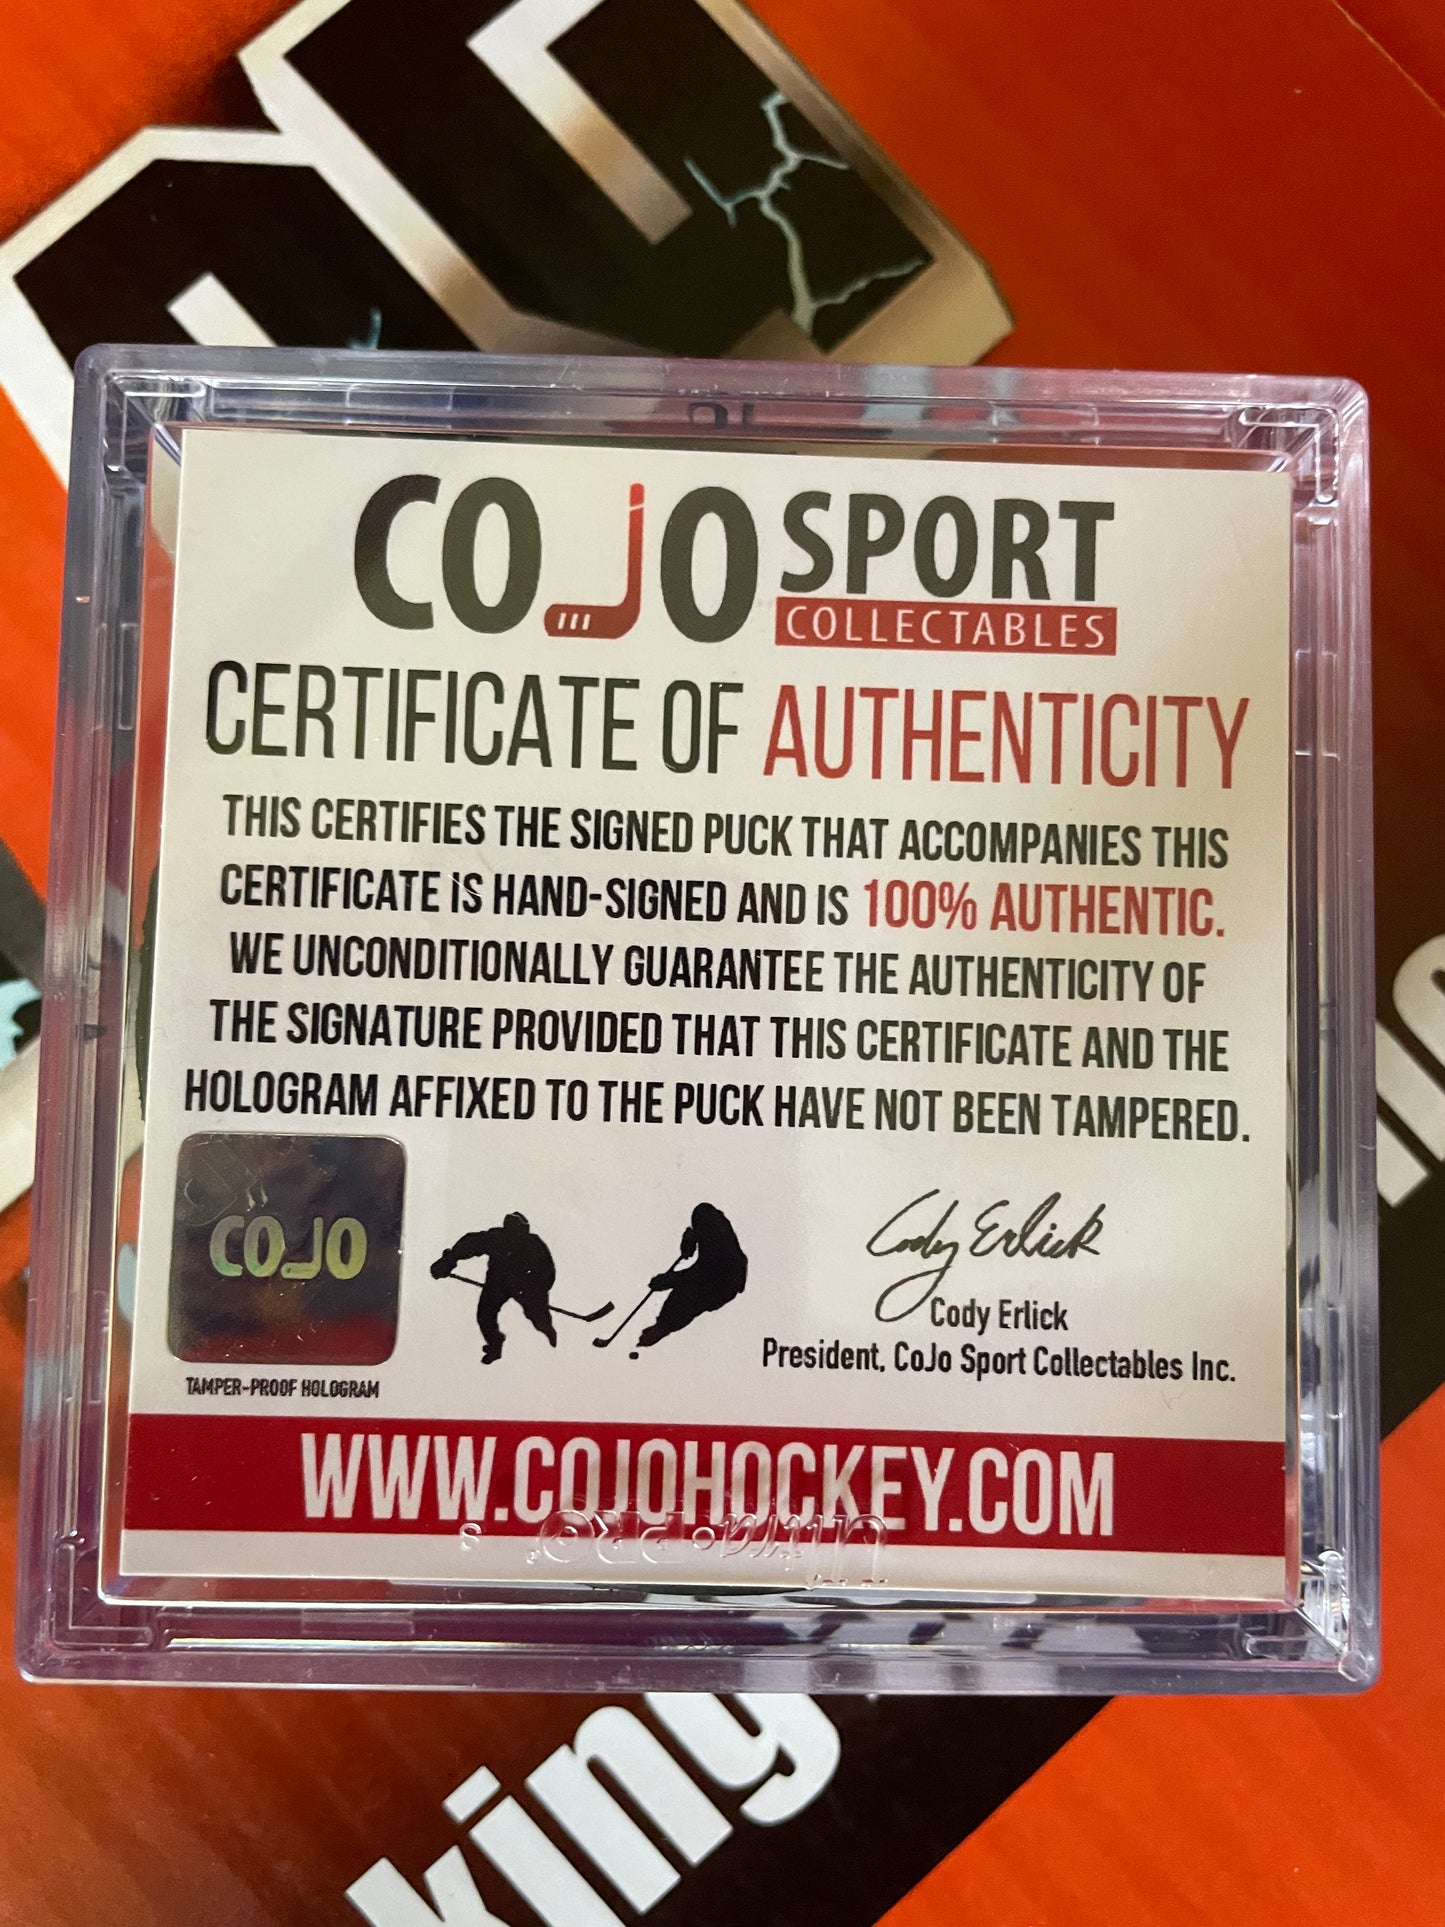 COJO SPORT
COLLECTABLES
CERTIFICATE OF AUTHENTICITY
THIS CERTIFIES THE SIGNED PUCK THAT ACCOMPANIES THIS
CERTIFICATE IS HAND-SIGNED AND IS 100% AUTHENTIC.
WE UNCONDITIONALLY GUARANTEE THE AUTHENTICITY OF
THE SIGNATURE PROVIDED THAT THIS CERTIFICATE AND THE
HOLOGRAM AFFIXED TO THE PUCK HAVE NOT BEEN TAMPERED.
COJO
Cody Erlick
Cody Erlick
President, CoJo Sport Collectables Inc.
TAMPER-PROOF HOLOGRAM
WWW.COJOHOCKEY.COM
ultra·PRO
king